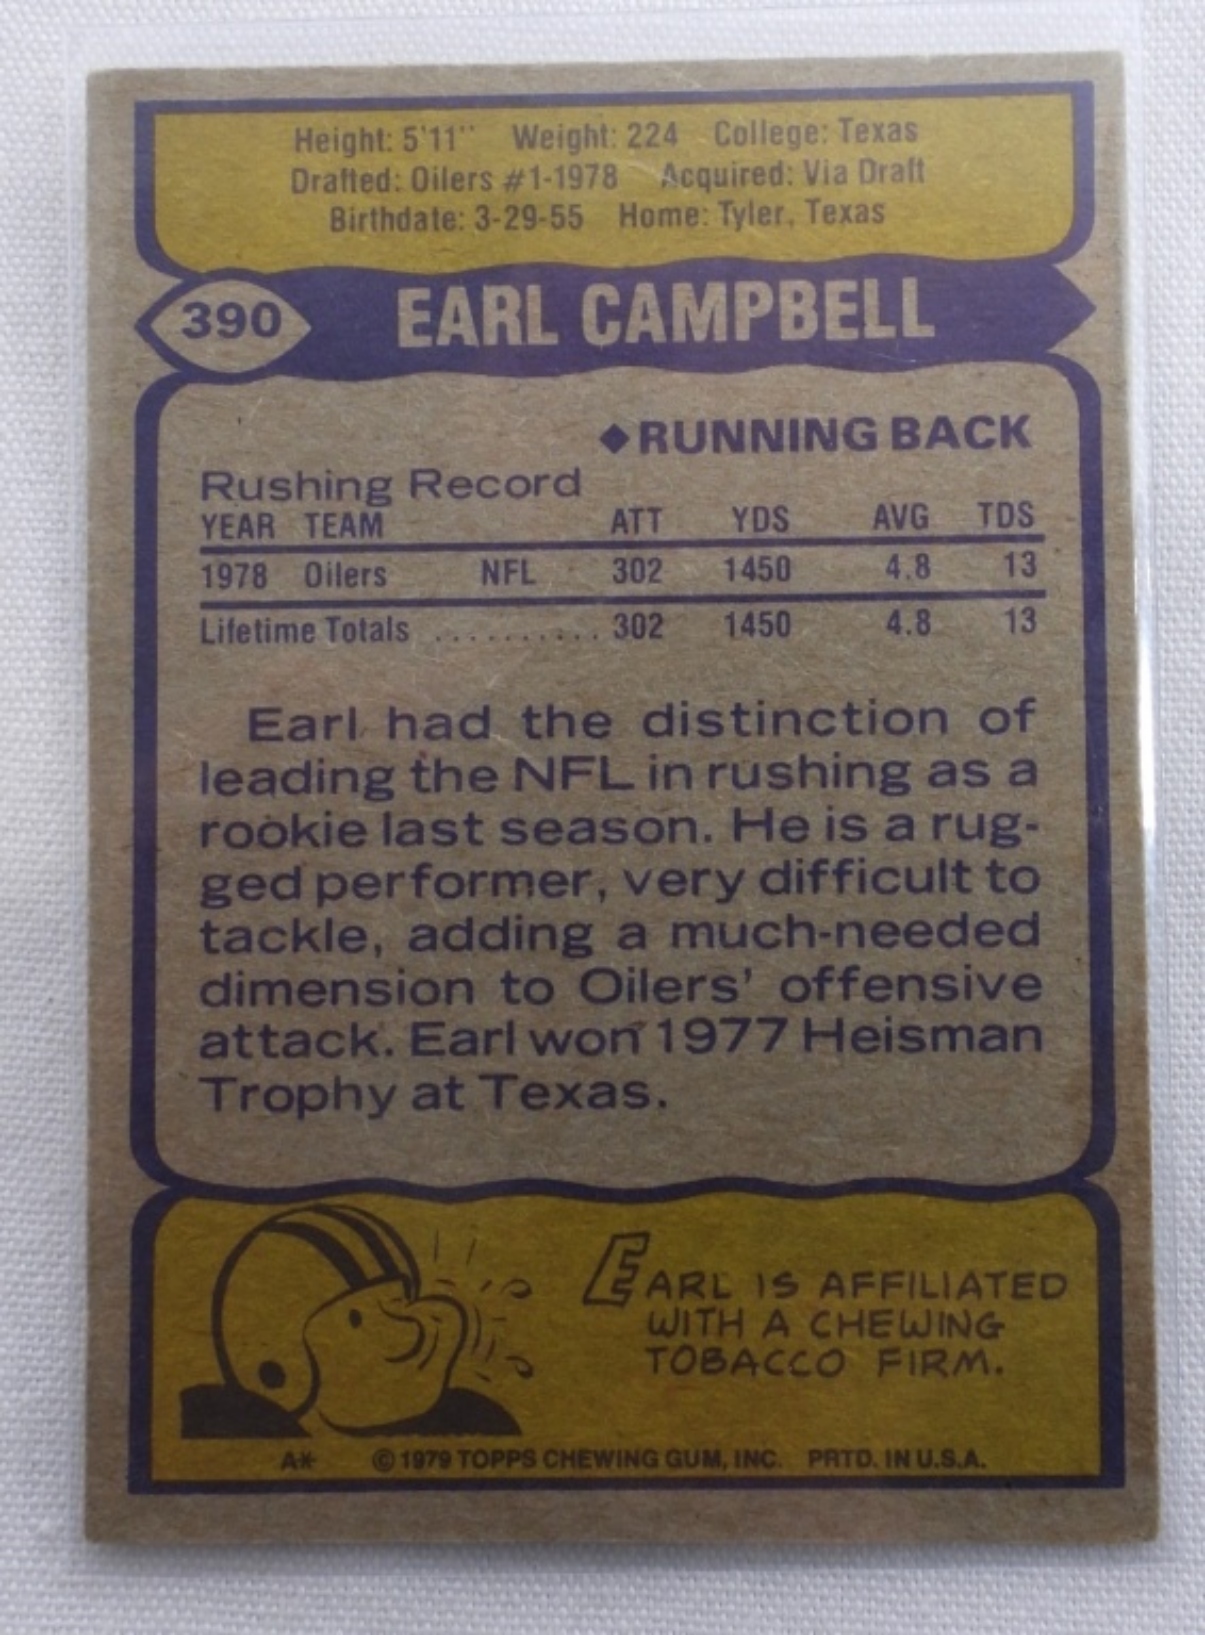 Height: 5'11" Weight: 224 College: Texas
Drafted: Oilers #1-1978 Acquired: Via Draft
Birthdate: 3-29-55 Home: Tyler, Texas
390 EARL CAMPBELL
◆RUNNING BACK
Rushing Record
YEAR TEAM ATT YDS AVG TDS
1978 Oilers NFL 302 1450 4.8 13
Lifetime Totals .......... 302 1450 4.8 13
Earl had the distinction of
leading the NFL in rushing as a
rookie last season. He is a rug-
ged performer, very difficult to
tackle, adding a much-needed
dimension to Oilers' offensive
attack. Earl won 1977 Heisman
Trophy at Texas.
EARL IS AFFILIATED
WITH A CHEWING
TOBACCO FIRM.
A* © 1979 TOPPS CHEWING GUM, INC. PRTD. IN U.S.A.